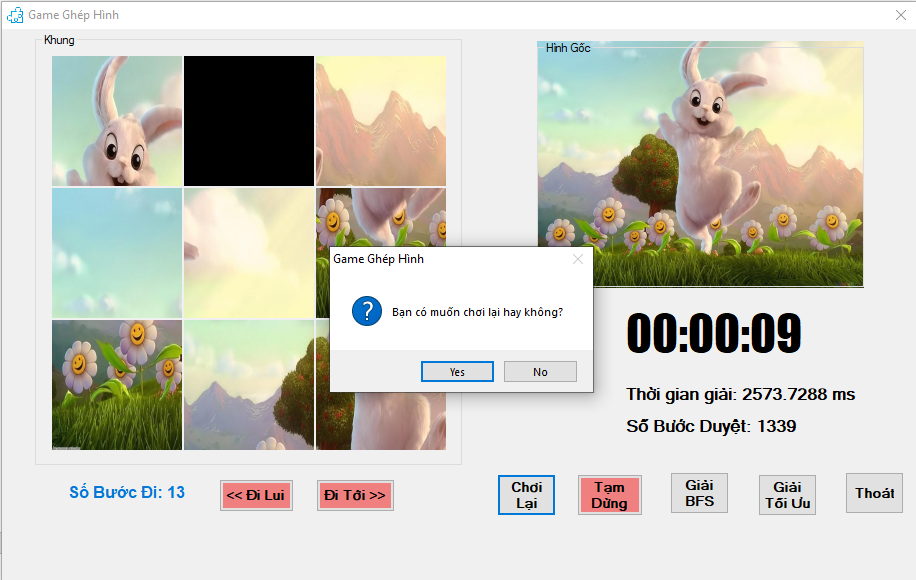 Game Ghép Hình
Khung
Hình Gốc
Game Ghép Hình
Bạn có muốn chơi lại hay không?
Yes
No
00:00:09
Thời gian giải: 2573.7288 ms
Số Bước Duyệt: 1339
Số Bước Đi: 13
<< Đi Lui
Đi Tới >>
Chơi
Lại
Tạm
Dừng
Giải
BFS
Giải
Tối Ưu
Thoát